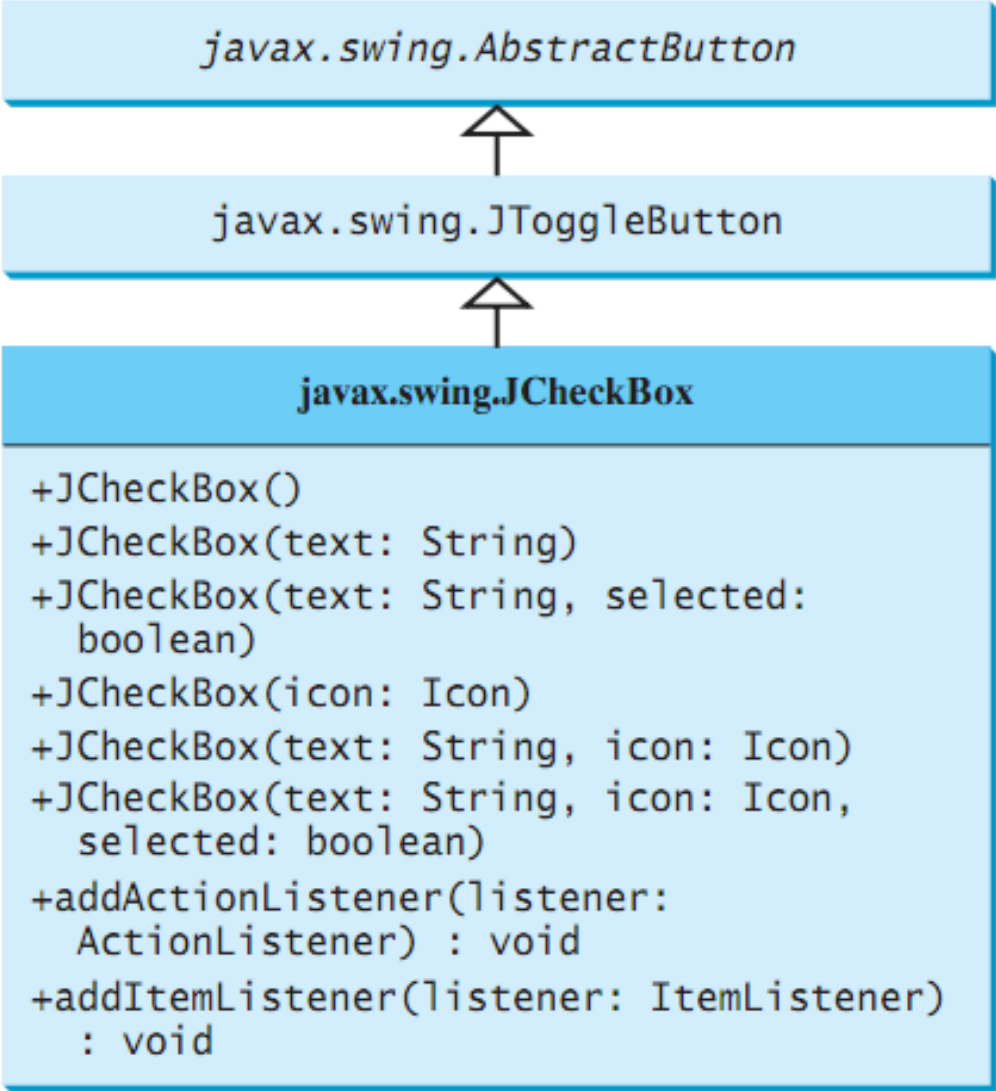 javax.swing.AbstractButton
javax.swing.JToggleButton
javax.swing.JCheckBox
+JCheckBox()
+JCheckBox(text: String)
+JCheckBox(text: String, selected:
boolean)
+JCheckBox(icon: Icon)
+JCheckBox(text: String, icon: Icon)
+JCheckBox(text: String, icon: Icon,
selected: boolean)
+addActionListener(listener:
ActionListener) : void
+addItemListener(listener: ItemListener)
: void